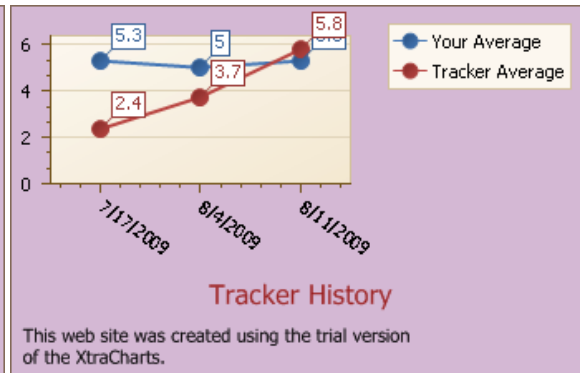 6
4
2
0
5.3
5
5.8
2.4
3.7
7/17/2009
8/4/2009
8/11/2009
Your Average
Tracker Average
Tracker History
This web site was created using the trial version
of the XtraCharts.